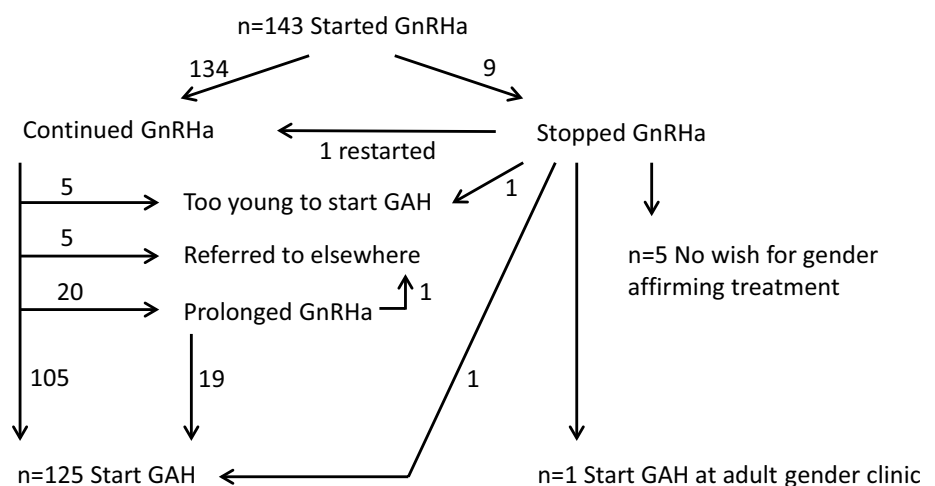 n=143 Started GnRHa
134
9
Continued GnRHa
Stopped GnRHa
1 restarted
5
Too young to start GAH
1
5
Referred to elsewhere
n=5 No wish for gender
affirming treatment
20
Prolonged GnRHa
1
105
19
1
n=125 Start GAH
n=1 Start GAH at adult gender clinic